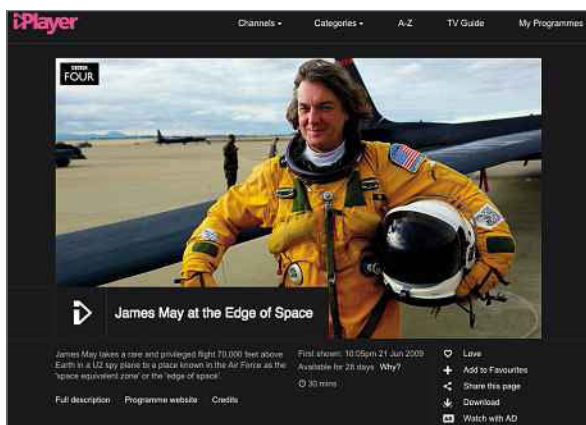 iPlayer
Channels Categories A-Z TV Guide My Programmes
BBC
FOUR
James May at the Edge of Space
James May takes a rare and privileged flight 70,000 feet above
Earth in a U2 spy plane to a place known in the Air Force as the
'space equivalent zone' or the 'edge of space'.
Full description Programme website Credits
First shown: 10:05pm 21 Jun 2009
Available for 28 days Why?
30 mins
Love
Add to Favourites
Share this page
Download
AD Watch with AD